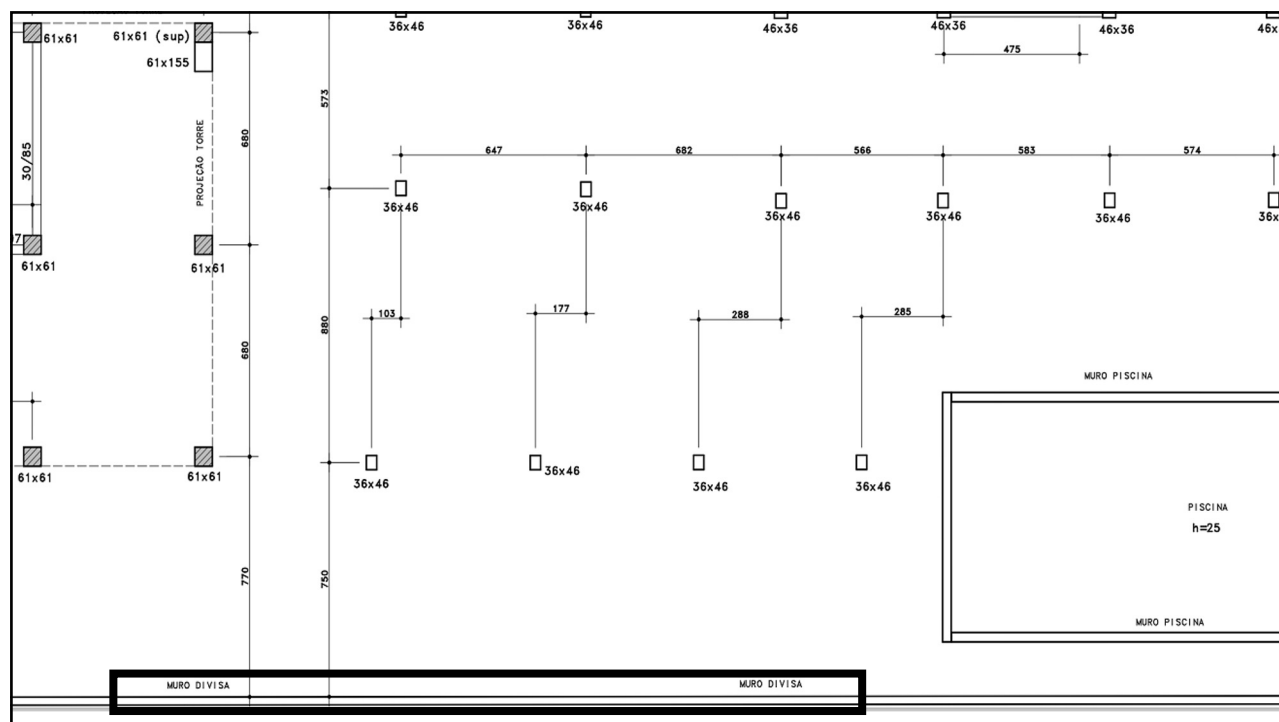 36x46
36x46
46x36
46x36
46x36
61x61
61x61 (sup)
61x155
475
573
680
PROJEÇÃO TORRE
30/85
647
682
566
583
574
36x46
36x46
36x46
36x46
36x46
61x61
61x61
103
177
288
285
880
680
MURO PISCINA
61x61
61x61
36x46
36x46
36x46
36x46
PISCINA
h=25
770
750
MURO PISCINA
MURO DIVISA
MURO DIVISA